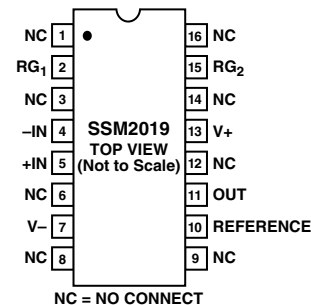 NC 1 16 NC
RG1 2 15 RG2
NC 3 14 NC
–IN 4 SSM2019 13 V+
TOP VIEW
+IN 5 (Not to Scale) 12 NC
NC 6 11 OUT
V– 7 10 REFERENCE
NC 8 9 NC
NC = NO CONNECT